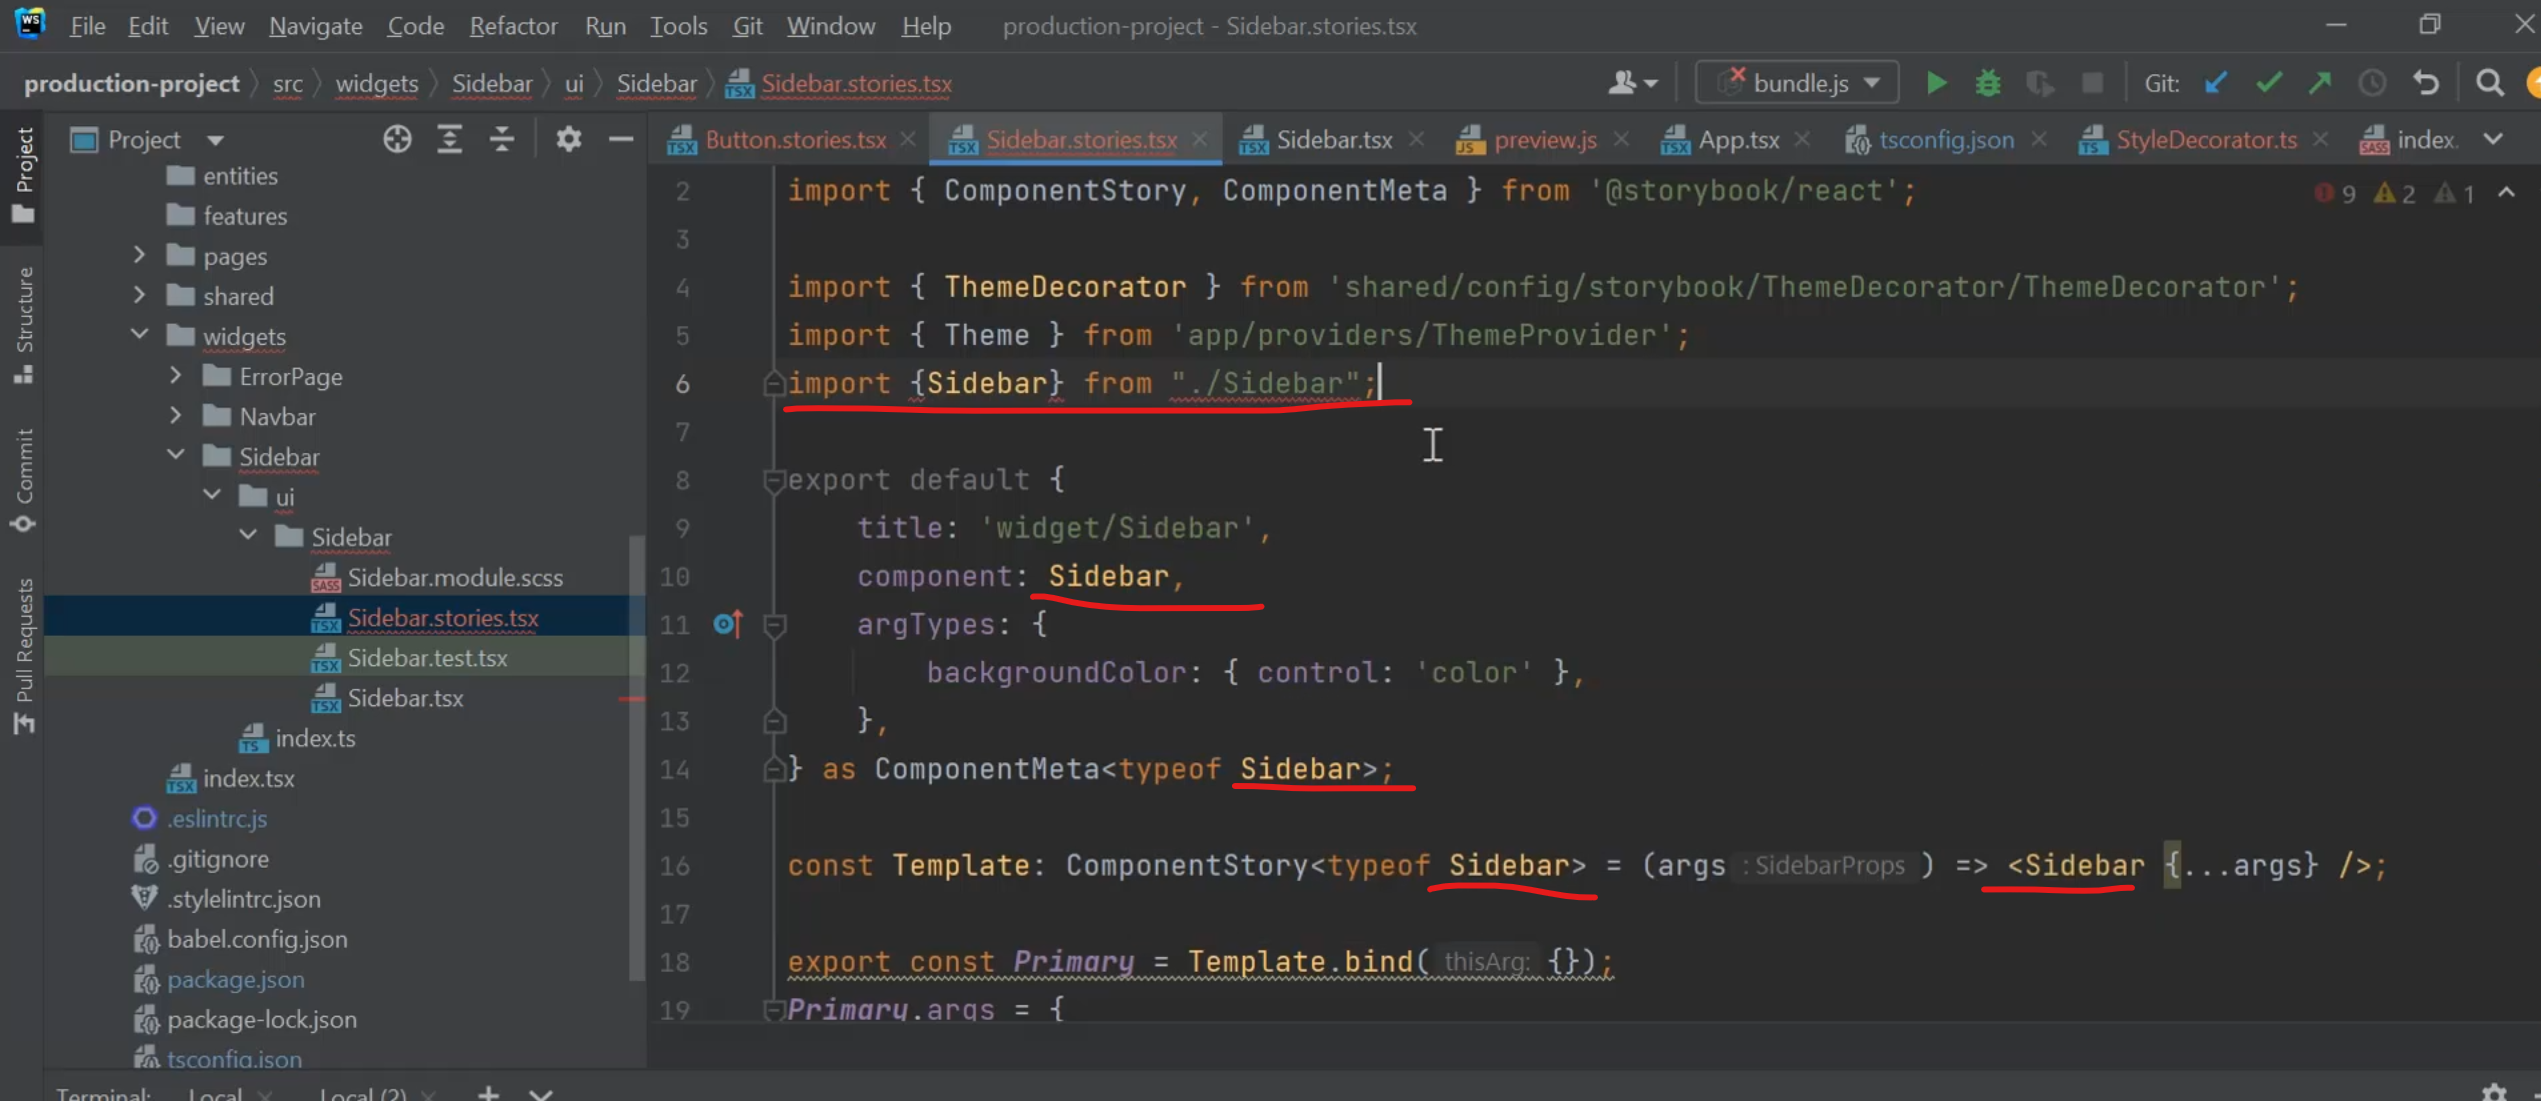 WS File Edit View Navigate Code Refactor Run Tools Git Window Help production-project - Sidebar.stories.tsx
production-project src widgets Sidebar ui Sidebar Sidebar.stories.tsx bundle.js Git:
Project
Button.stories.tsx Sidebar.stories.tsx Sidebar.tsx preview.js App.tsx tsconfig.json StyleDecorator.ts index.
Project
Structure
Commit
Pull Requests
entities
features
pages
shared
widgets
ErrorPage
Navbar
Sidebar
ui
Sidebar
Sidebar.module.scss
Sidebar.stories.tsx
Sidebar.test.tsx
Sidebar.tsx
index.ts
index.tsx
.eslintrc.js
.gitignore
.stylelintrc.json
babel.config.json
package.json
package-lock.json
tsconfig.json
9 2 1
2 import { ComponentStory, ComponentMeta } from '@storybook/react';
3
4 import { ThemeDecorator } from 'shared/config/storybook/ThemeDecorator/ThemeDecorator';
5 import { Theme } from 'app/providers/ThemeProvider';
6 import {Sidebar} from "./Sidebar";
7
8 export default {
9 title: 'widget/Sidebar',
10 component: Sidebar,
11 argTypes: {
12 backgroundColor: { control: 'color' },
13 },
14 } as ComponentMeta<typeof Sidebar>;
15
16 const Template: ComponentStory<typeof Sidebar> = (args : SidebarProps ) => <Sidebar {...args} />;
17
18 export const Primary = Template.bind( thisArg: {});
19 Primary.args = {
Terminal: Local Local (2)